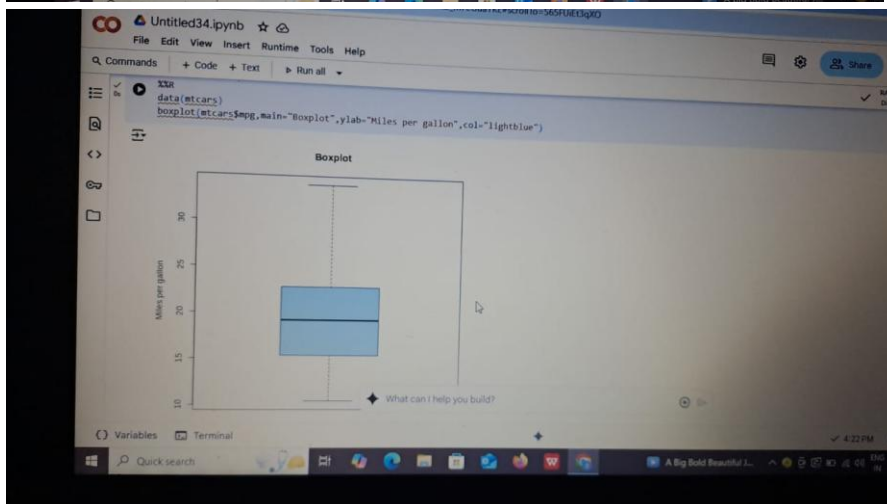 Untitled34.ipynb
File Edit View Insert Runtime Tools Help
Share
Commands + Code + Text Run all
%%R
data(mtcars)
boxplot(mtcars$mpg,main="Boxplot",ylab="Miles per gallon",col="lightblue")
Boxplot
30
25
Miles per gallon
20
15
10
What can I help you build?
Variables Terminal
4:22 PM
Quick search
A Big Bold Beautiful J...
ENG
IN